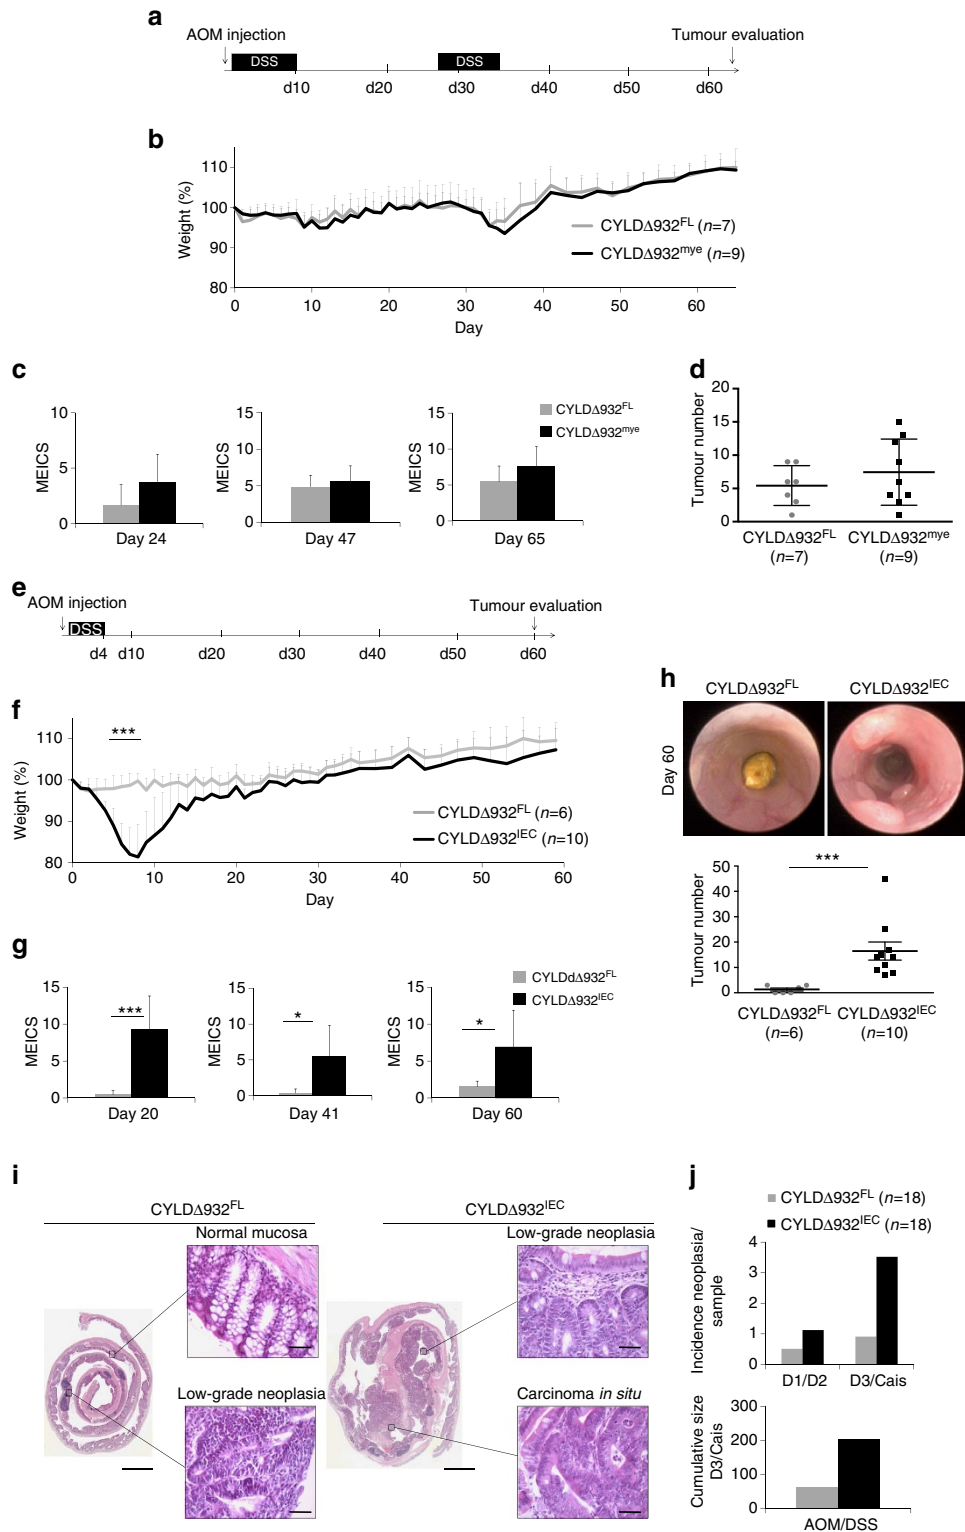 a
AOM injection
Tumour evaluation
DSS
DSS
d10
d20
d30
d40
d50
d60
b
Weight (%)
110
100
90
80
0
10
20
30
40
50
60
Day
CYLDΔ932FL (n=7)
CYLDΔ932mye (n=9)
c
MEICS
10
5
0
Day 24
MEICS
15
10
5
0
Day 47
MEICS
15
10
5
0
Day 65
CYLDΔ932FL
CYLDΔ932mye
d
Tumour number
20
15
10
5
0
CYLDΔ932FL
(n=7)
CYLDΔ932mye
(n=9)
e
AOM injection
Tumour evaluation
DSS
d4
d10
d20
d30
d40
d50
d60
f
***
Weight (%)
110
100
90
80
0
10
20
30
40
50
60
Day
CYLDΔ932FL (n=6)
CYLDΔ932IEC (n=10)
g
MEICS
15
10
5
0
***
Day 20
MEICS
15
10
5
0
*
Day 41
MEICS
15
10
5
0
*
Day 60
CYLDdΔ932FL
CYLDΔ932IEC
h
CYLDΔ932FL
CYLDΔ932IEC
Day 60
***
Tumour number
50
40
30
20
10
0
CYLDΔ932FL
(n=6)
CYLDΔ932IEC
(n=10)
i
CYLDΔ932FL
CYLDΔ932IEC
Normal mucosa
Low-grade neoplasia
Low-grade neoplasia
Carcinoma in situ
j
CYLDΔ932FL (n=18)
CYLDΔ932IEC (n=18)
Incidence neoplasia/
sample
4
3
2
1
0
D1/D2
D3/Cais
Cumulative size
D3/Cais
300
200
100
0
AOM/DSS